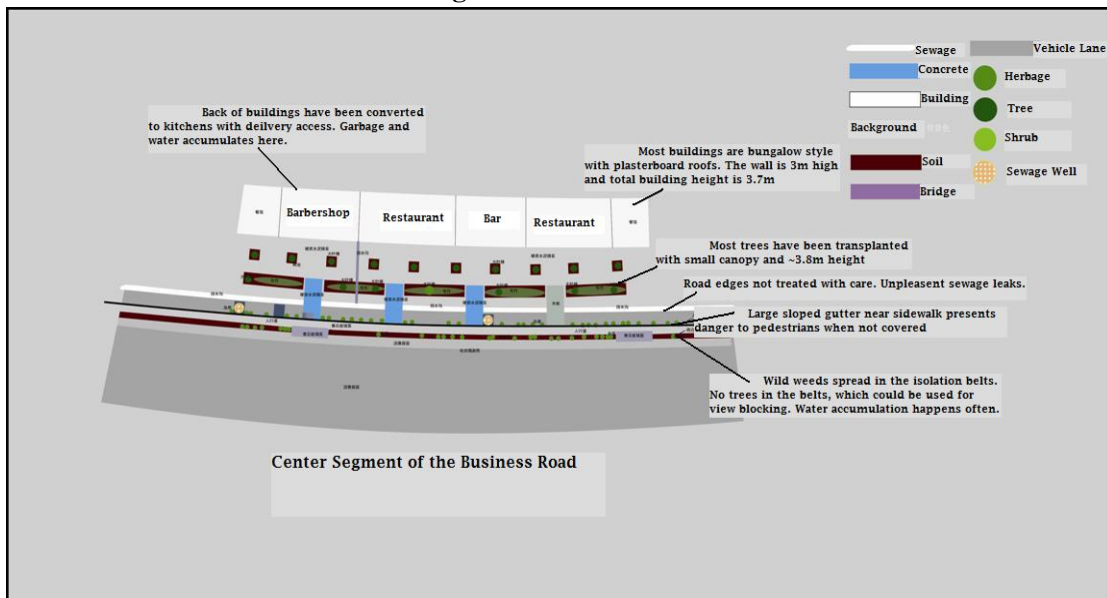 Sewage
Vehicle Lane
Concrete
Herbage
Building
Tree
Background
Shrub
Soil
Sewage Well
Bridge
Back of buildings have been converted
to kitchens with deilvery access. Garbage and
water accumulates here.
Most buildings are bungalow style
with plasterboard roofs. The wall is 3m high
and total building height is 3.7m
Barbershop
Restaurant
Bar
Restaurant
Most trees have been transplanted
with small canopy and ~3.8m height
Road edges not treated with care. Unpleasent sewage leaks.
Large sloped gutter near sidewalk presents
danger to pedestrians when not covered
Wild weeds spread in the isolation belts.
No trees in the belts, which could be used for
view blocking. Water accumulation happens often.
Center Segment of the Business Road